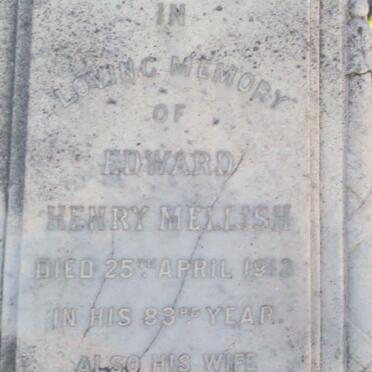 IN
LOVING MEMORY
OF
EDWARD
HENRY MELLISH
DIED 25TH APRIL 1913
IN HIS 83RD YEAR
ALSO HIS WIFE